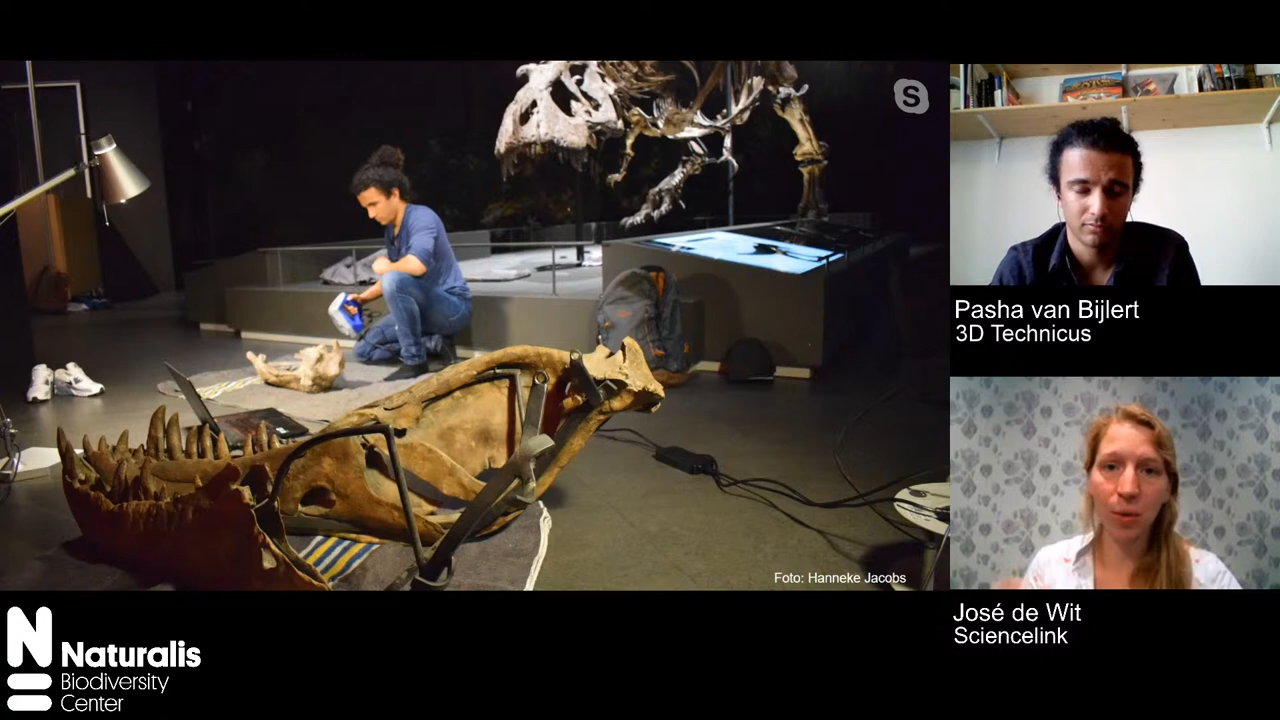 S
Foto: Hanneke Jacobs
Pasha van Bijlert
3D Technicus
José de Wit
Sciencelink
Naturalis
Biodiversity
Center